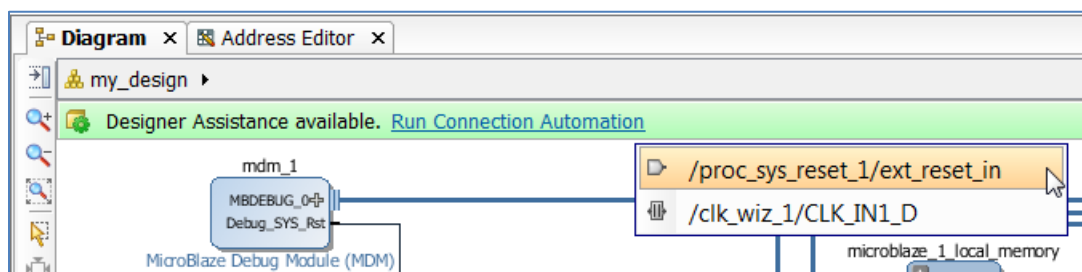 Diagram × Address Editor ×
my_design
Designer Assistance available. Run Connection Automation
mdm_1
/proc_sys_reset_1/ext_reset_in
MBDEBUG_0
Debug_SYS_Rst
/clk_wiz_1/CLK_IN1_D
MicroBlaze Debug Module (MDM)
microblaze_1_local_memory